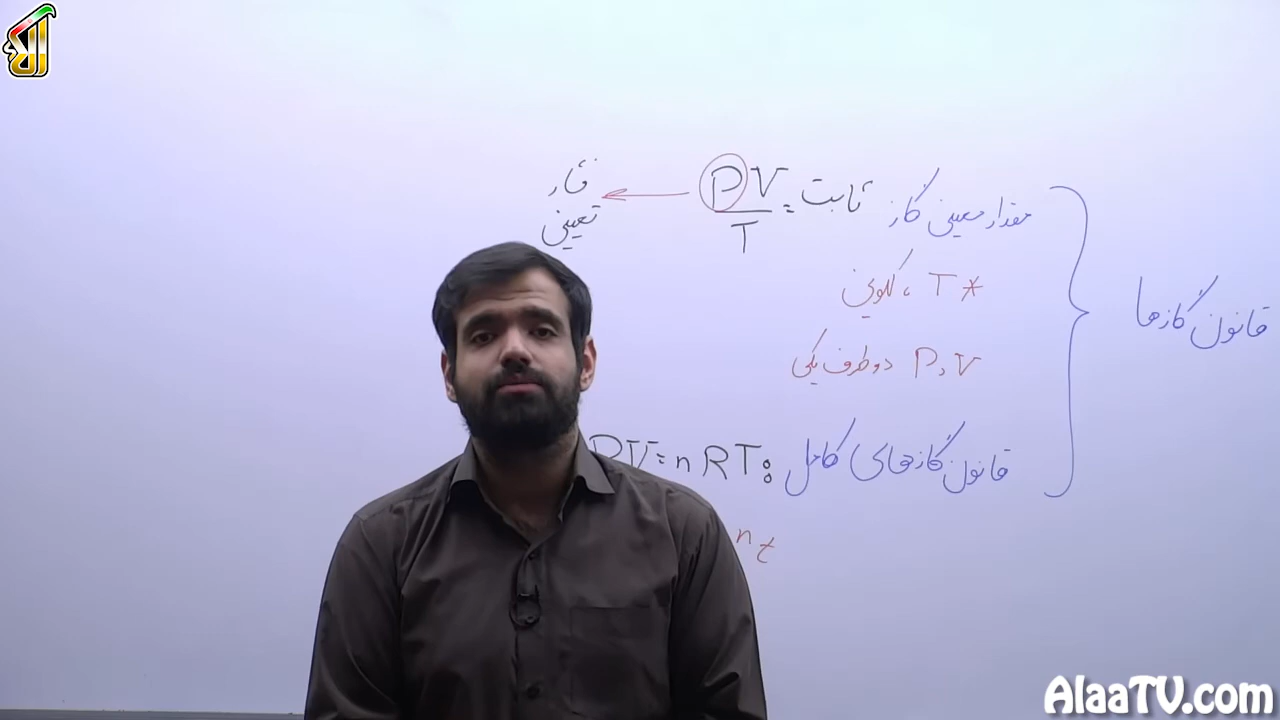 قانون گازها
مقدار معینی گاز
ثابت = PV/T
فشار
تعیین
* T ، کلوین
P, V دو طرف یکی
قانون گازهای کامل : PV = nRT
n
AlaaTV.com